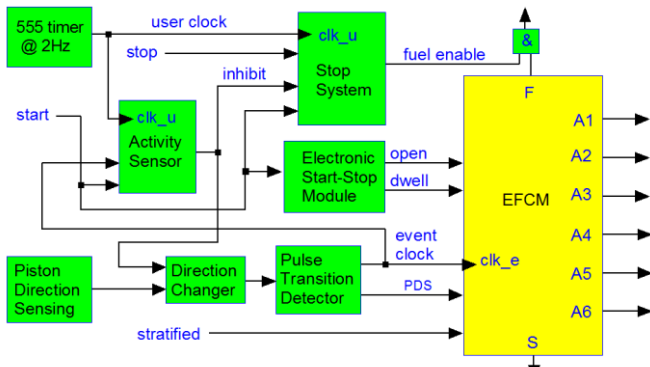 555 timer
@ 2Hz
user clock
stop
inhibit
start
clk_u
Activity
Sensor
clk_u
Stop
System
fuel enable
&
F
Electronic
Start-Stop
Module
open
dwell
EFCM
A1
A2
A3
A4
A5
A6
Piston
Direction
Sensing
Direction
Changer
Pulse
Transition
Detector
event
clock
clk_e
PDS
stratified
S